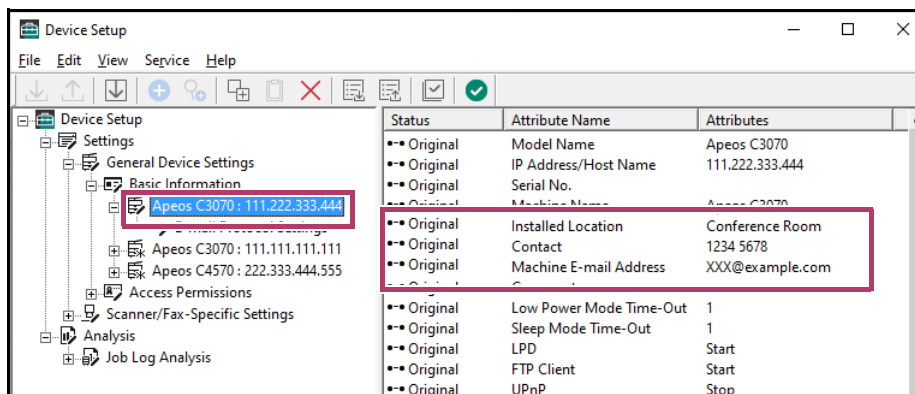 Device Setup
File Edit View Service Help
Device Setup
Settings
General Device Settings
Basic Information
Apeos C3070 : 111.222.333.444
Apeos C3070 : 111.111.111.111
Apeos C4570 : 222.333.444.555
Access Permissions
Scanner/Fax-Specific Settings
Analysis
Job Log Analysis
Status Attribute Name Attributes
Original Model Name Apeos C3070
Original IP Address/Host Name 111.222.333.444
Original Serial No.
Original Machine Name Apeos C3070
Original Installed Location Conference Room
Original Contact 1234 5678
Original Machine E-mail Address XXX@example.com
Original Low Power Mode Time-Out 1
Original Sleep Mode Time-Out 1
Original LPD Start
Original FTP Client Start
Original UPnP Stop